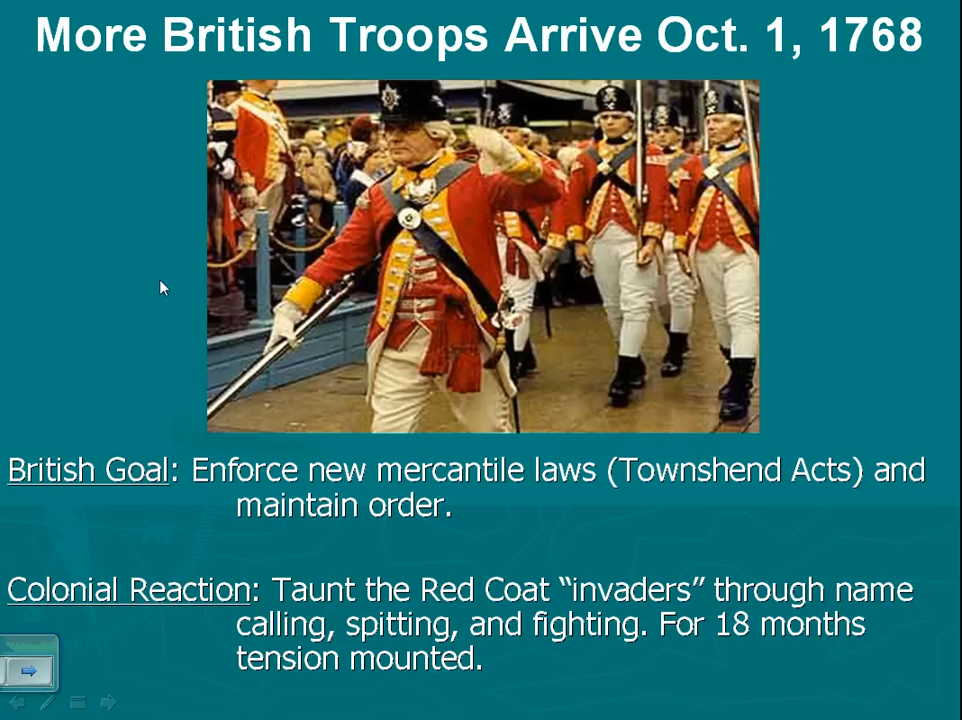 More British Troops Arrive Oct. 1, 1768
British Goal: Enforce new mercantile laws (Townshend Acts) and
maintain order.
Colonial Reaction: Taunt the Red Coat “invaders” through name
calling, spitting, and fighting. For 18 months
tension mounted.